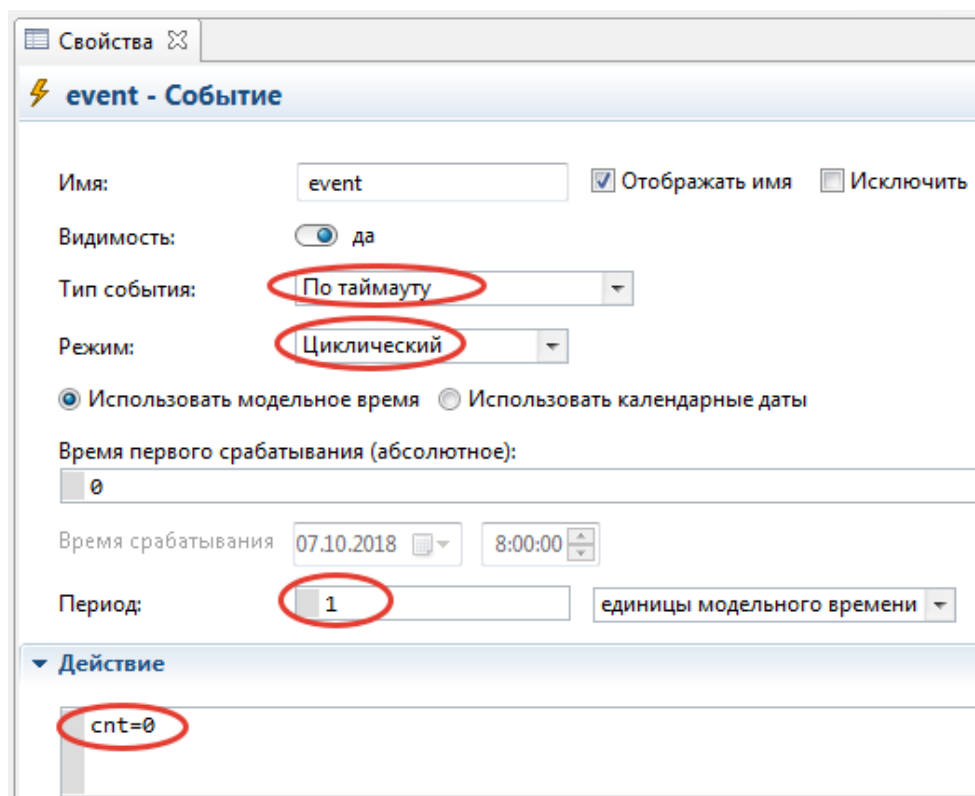 Свойства
event - Событие
Имя: event Отображать имя Исключить
Видимость: да
Тип события: По таймауту
Режим: Циклический
Использовать модельное время Использовать календарные даты
Время первого срабатывания (абсолютное):
0
Время срабатывания 07.10.2018 8:00:00
Период: 1 единицы модельного времени
Действие
cnt=0